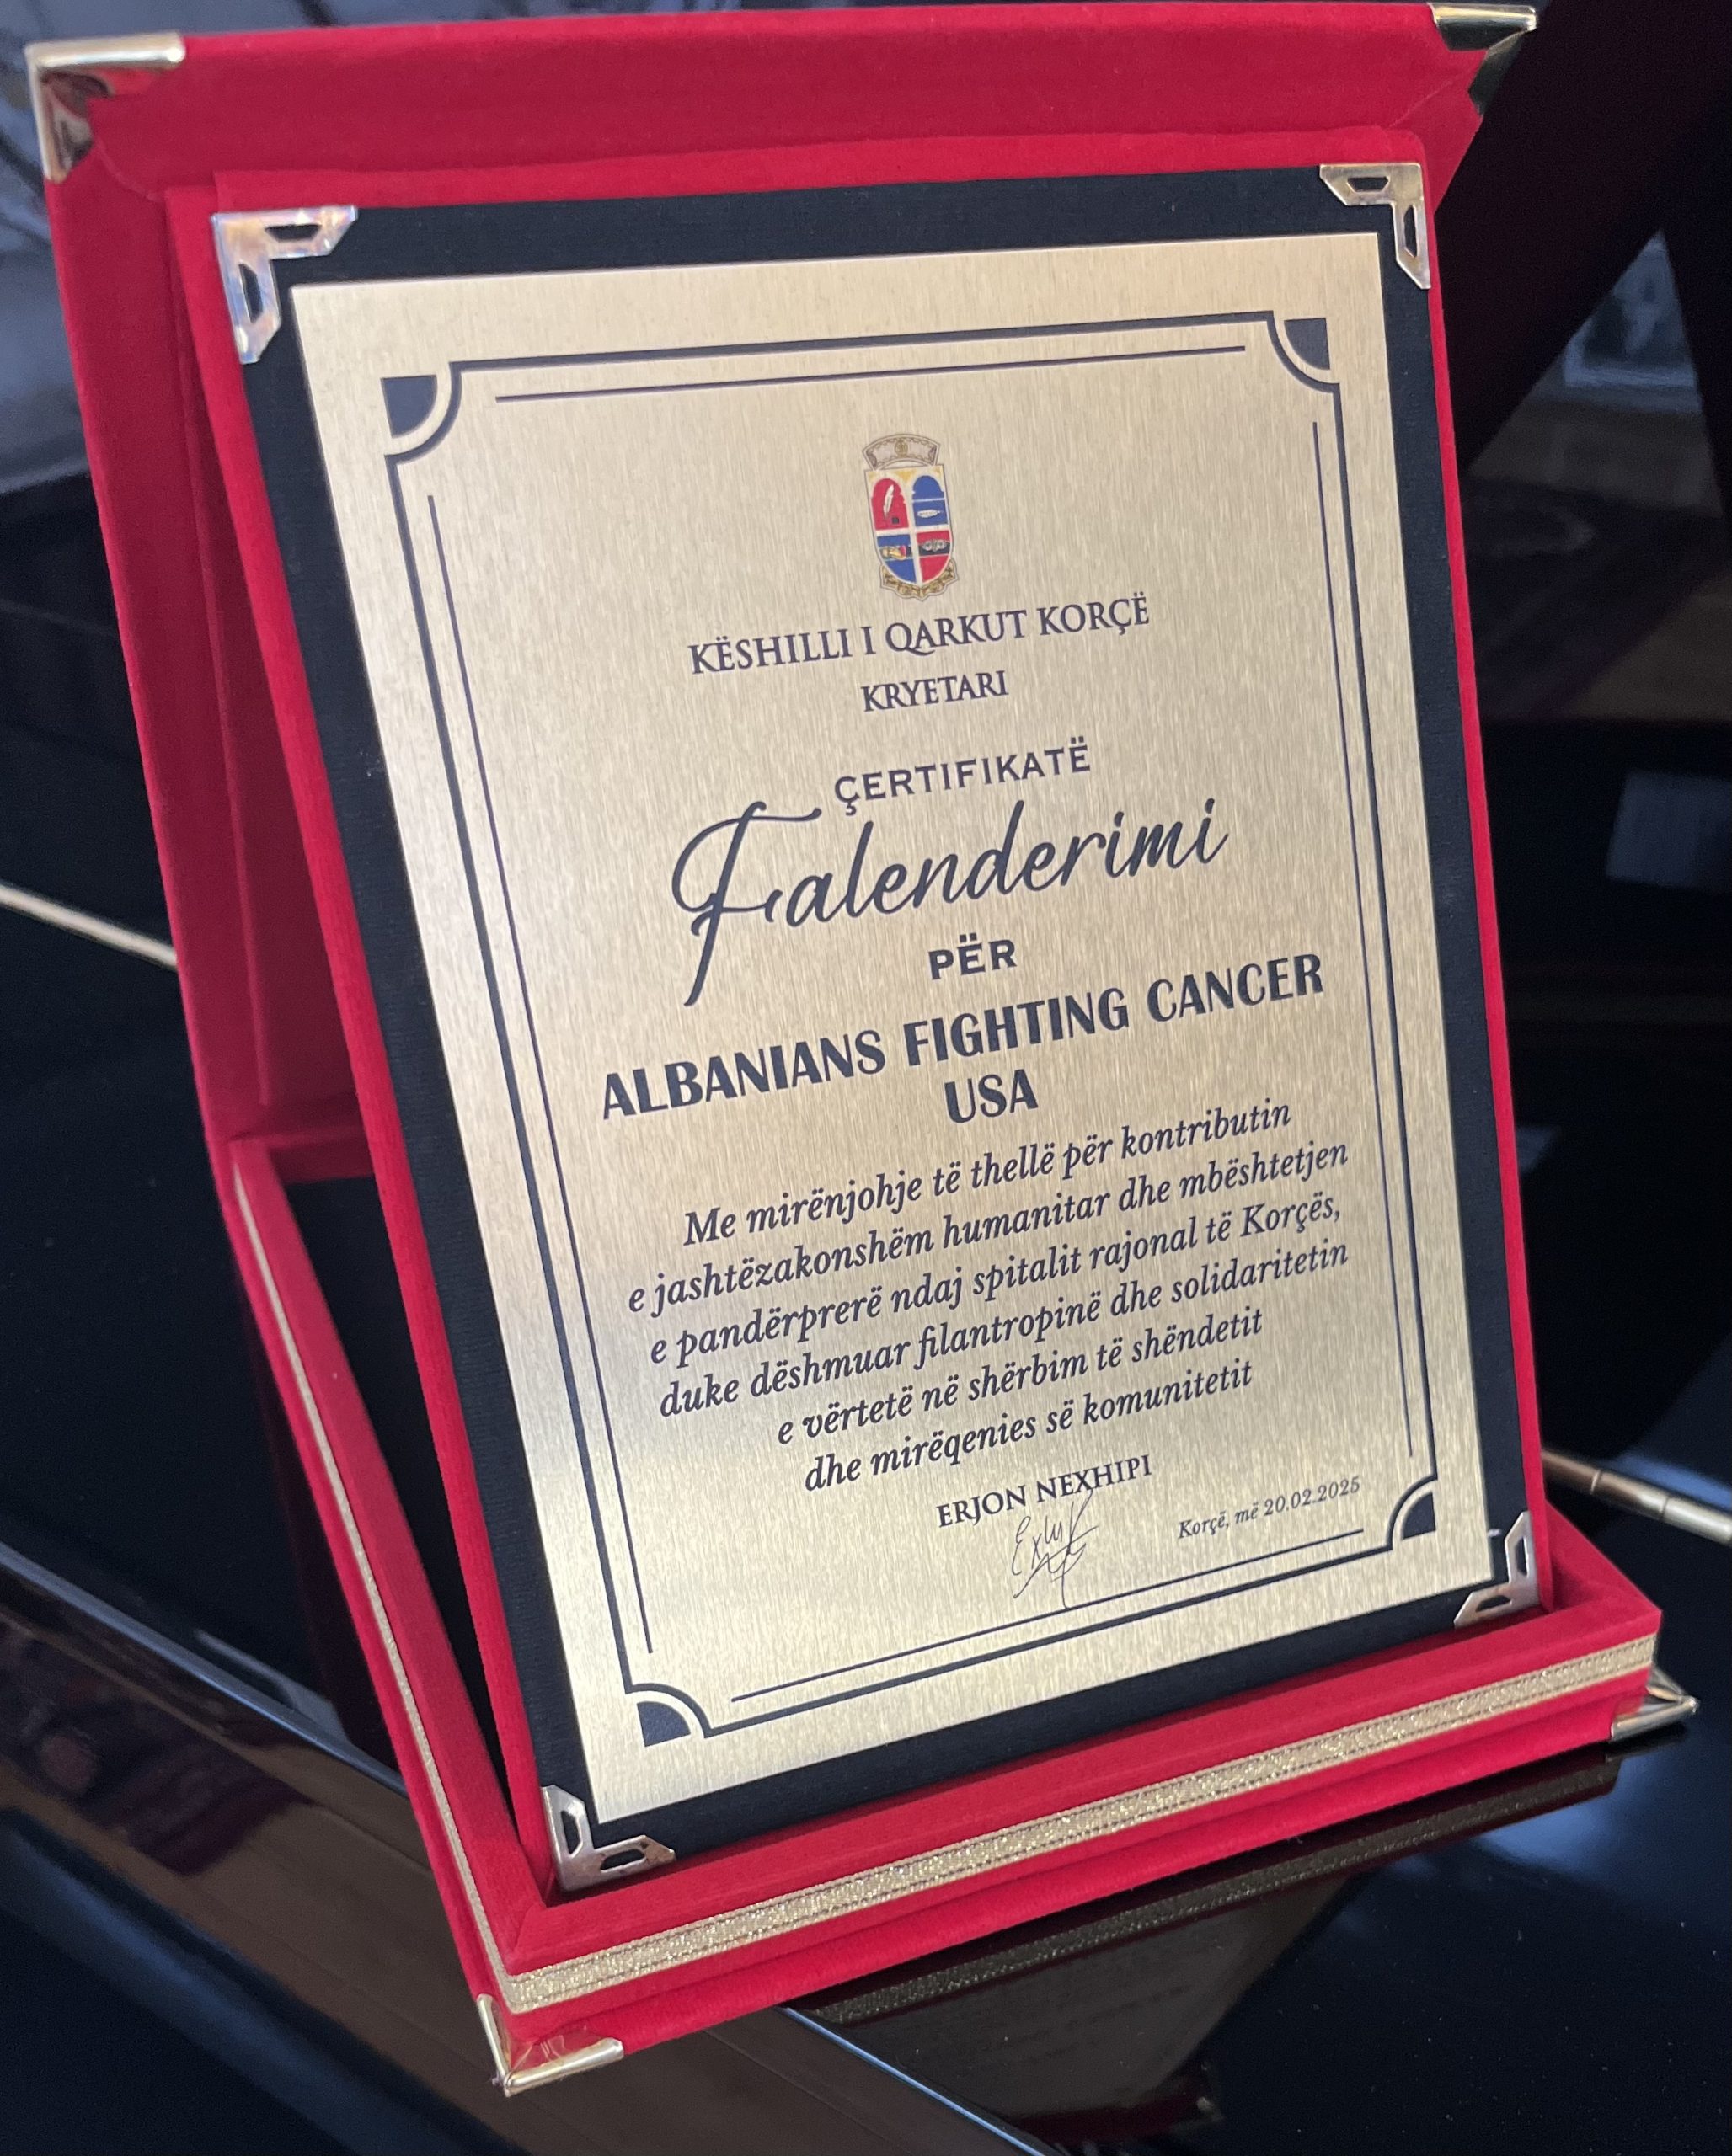 KËSHILLI I QARKUT KORÇË
KRYETARI
ÇERTIFIKATË
Falenderimi
PËR
ALBANIANS FIGHTING CANCER
USA
Me mirënjohje të thellë për kontributin
e jashtëzakonshëm humanitar dhe mbështetjen
e pandërprerë ndaj spitalit rajonal të Korçës,
duke dëshmuar filantropinë dhe solidaritetin
e vërtetë në shërbim të shëndetit
dhe mirëqenies së komunitetit
ERJON NEXHIPI
Korçë, më 20.02.2025